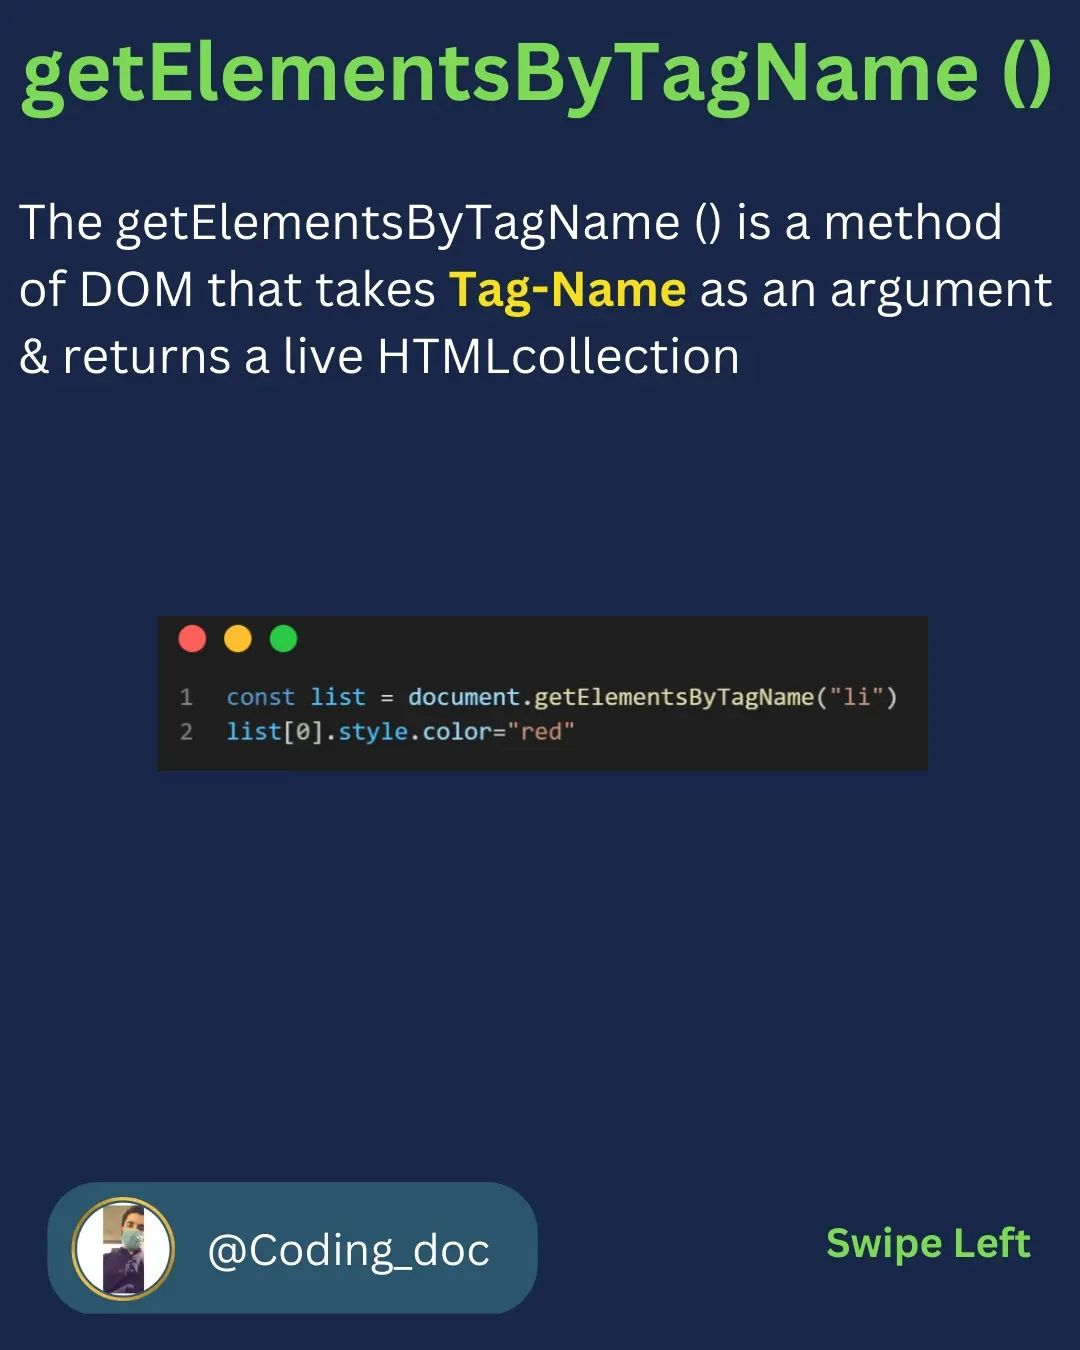 getElementsByTagName ()
The getElementsByTagName () is a method
of DOM that takes Tag-Name as an argument
& returns a live HTMLcollection
1 const list = document.getElementsByTagName("li")
2 list[0].style.color="red"
@Coding_doc
Swipe Left